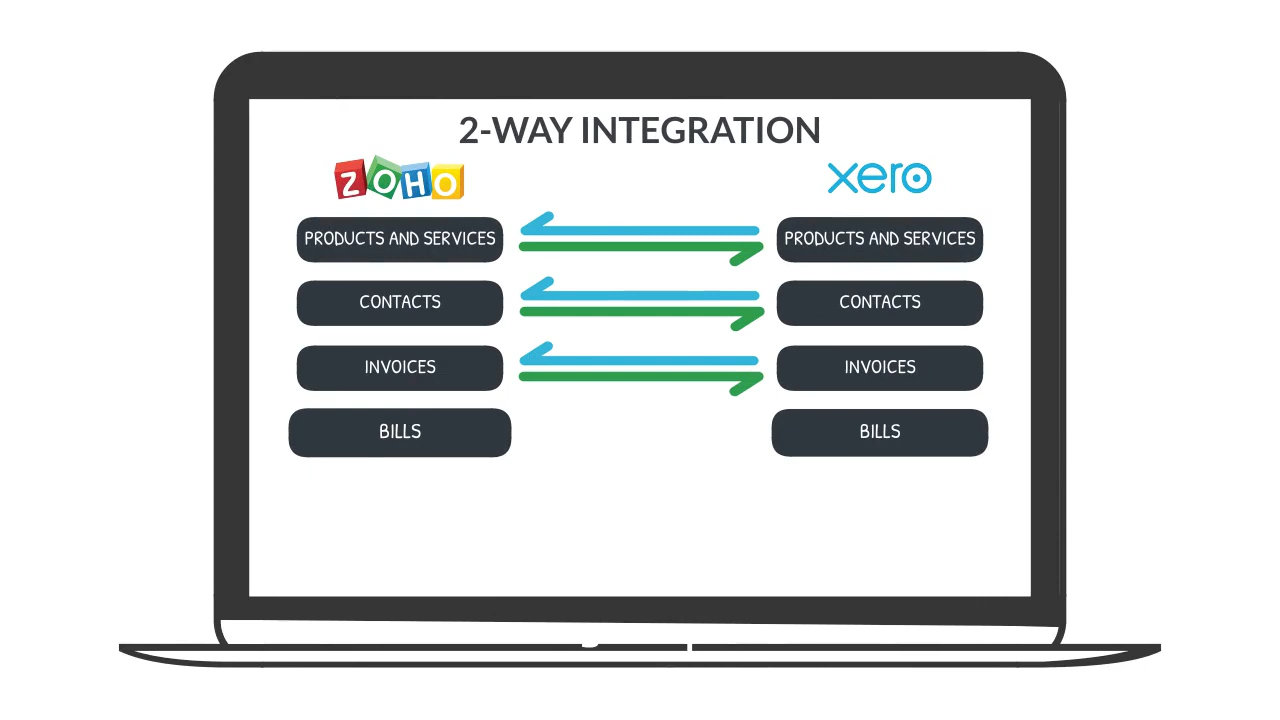 2-WAY INTEGRATION
ZOHO
xero
PRODUCTS AND SERVICES
PRODUCTS AND SERVICES
CONTACTS
CONTACTS
INVOICES
INVOICES
BILLS
BILLS